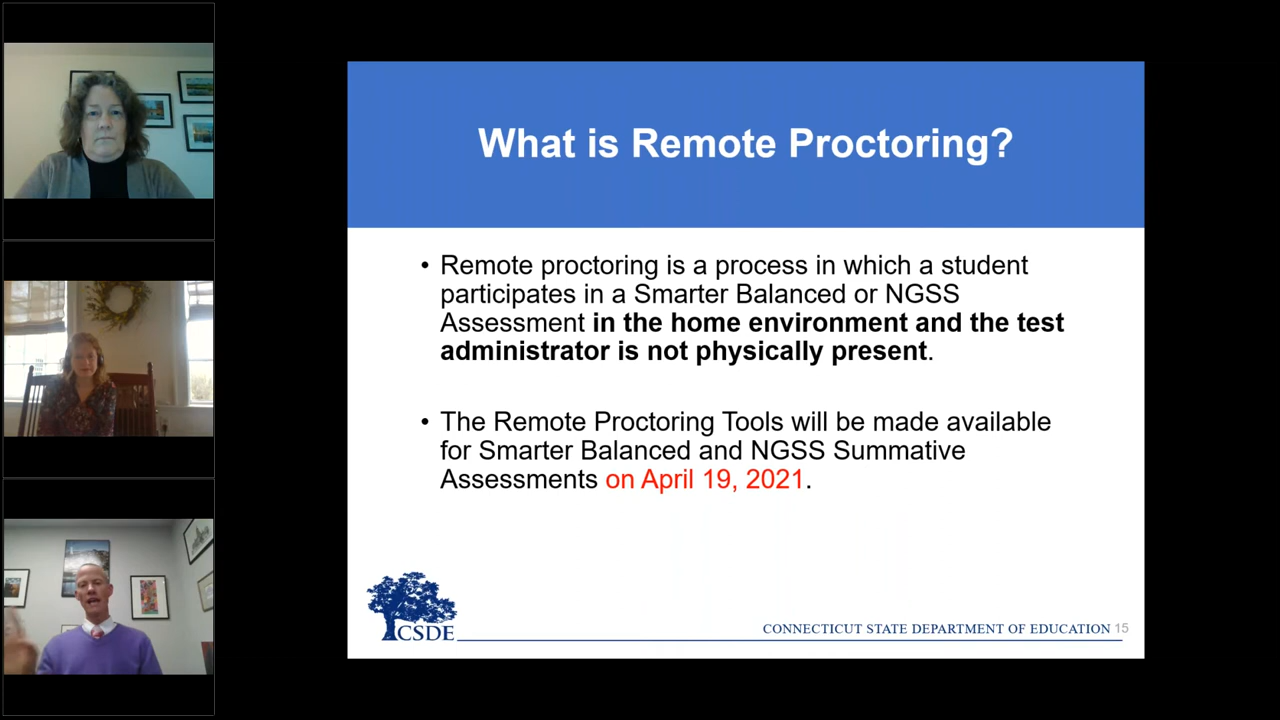 What is Remote Proctoring?
• Remote proctoring is a process in which a student
participates in a Smarter Balanced or NGSS
Assessment in the home environment and the test
administrator is not physically present.
• The Remote Proctoring Tools will be made available
for Smarter Balanced and NGSS Summative
Assessments on April 19, 2021.
CSDE
CONNECTICUT STATE DEPARTMENT OF EDUCATION 15